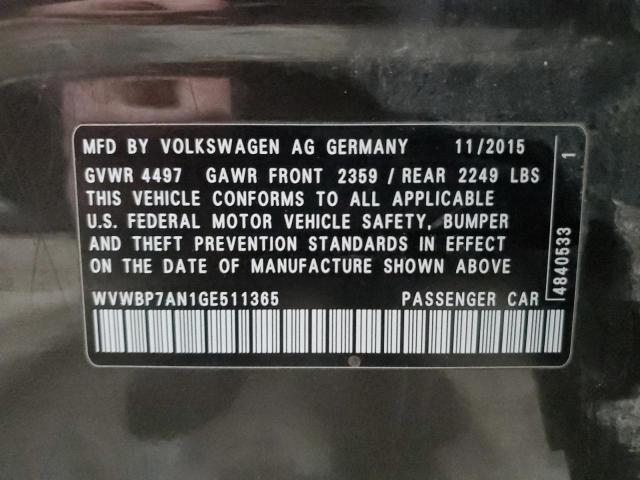 MFD BY VOLKSWAGEN AG GERMANY 11/2015
GVWR 4497 GAWR FRONT 2359 / REAR 2249 LBS
THIS VEHICLE CONFORMS TO ALL APPLICABLE
U.S. FEDERAL MOTOR VEHICLE SAFETY, BUMPER
AND THEFT PREVENTION STANDARDS IN EFFECT
ON THE DATE OF MANUFACTURE SHOWN ABOVE
WVWBP7AN1GE511365 PASSENGER CAR
4840533 1